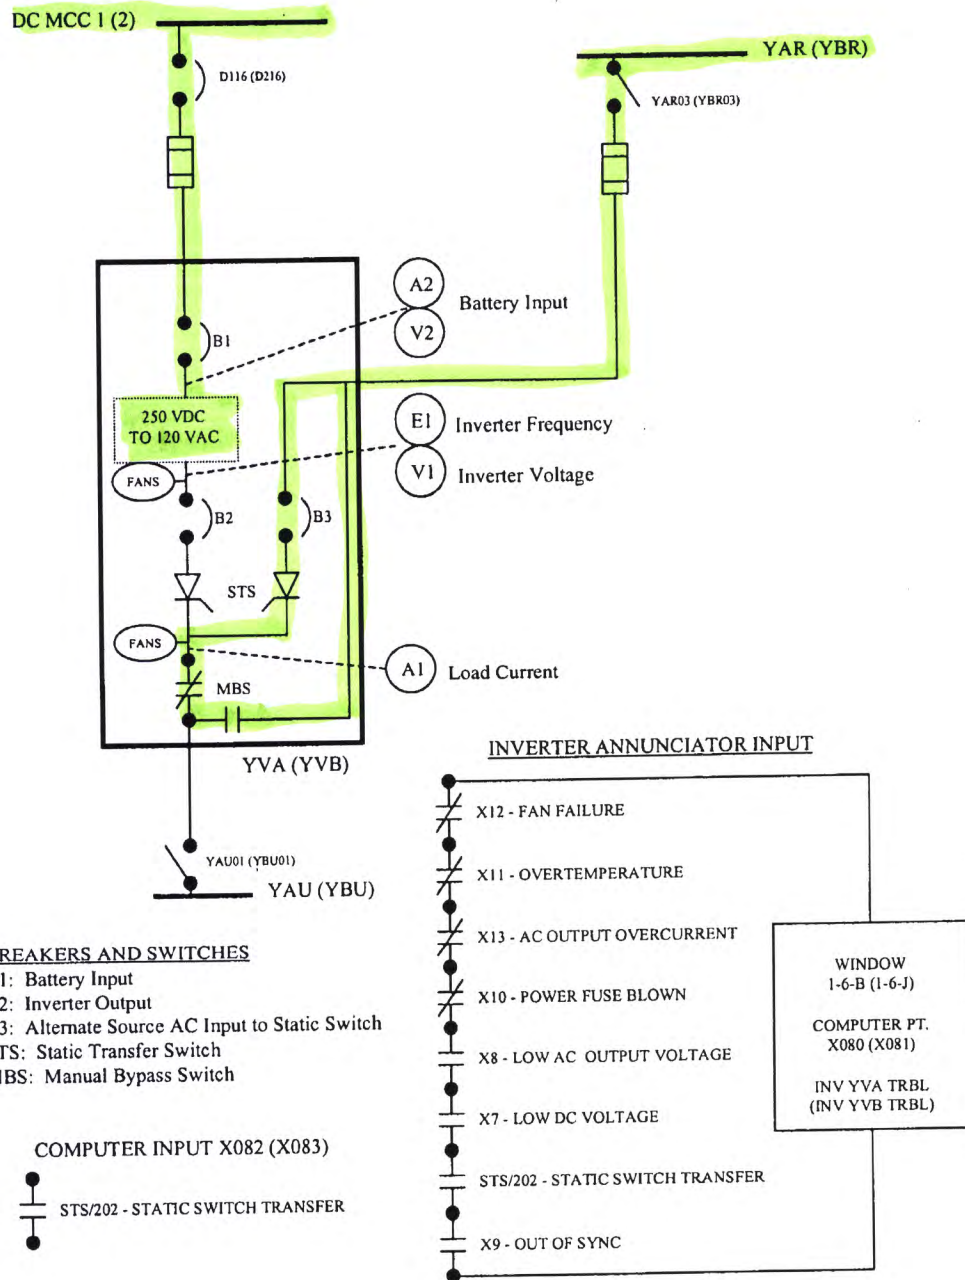 DC MCC 1 (2)
D116 (D216)
YAR (YBR)
YAR03 (YBR03)
A2
V2
Battery Input
B1
250 VDC
TO 120 VAC
E1
V1
Inverter Frequency
Inverter Voltage
FANS
B2
B3
STS
FANS
A1
Load Current
MBS
YVA (YVB)
YAU01 (YBU01)
YAU (YBU)
REAKERS AND SWITCHES
1: Battery Input
2: Inverter Output
3: Alternate Source AC Input to Static Switch
TS: Static Transfer Switch
IBS: Manual Bypass Switch
COMPUTER INPUT X082 (X083)
STS/202 - STATIC SWITCH TRANSFER
INVERTER ANNUNCIATOR INPUT
X12 - FAN FAILURE
X11 - OVERTEMPERATURE
X13 - AC OUTPUT OVERCURRENT
X10 - POWER FUSE BLOWN
X8 - LOW AC OUTPUT VOLTAGE
X7 - LOW DC VOLTAGE
STS/202 - STATIC SWITCH TRANSFER
X9 - OUT OF SYNC
WINDOW
1-6-B (1-6-J)
COMPUTER PT.
X080 (X081)
INV YVA TRBL
(INV YVB TRBL)